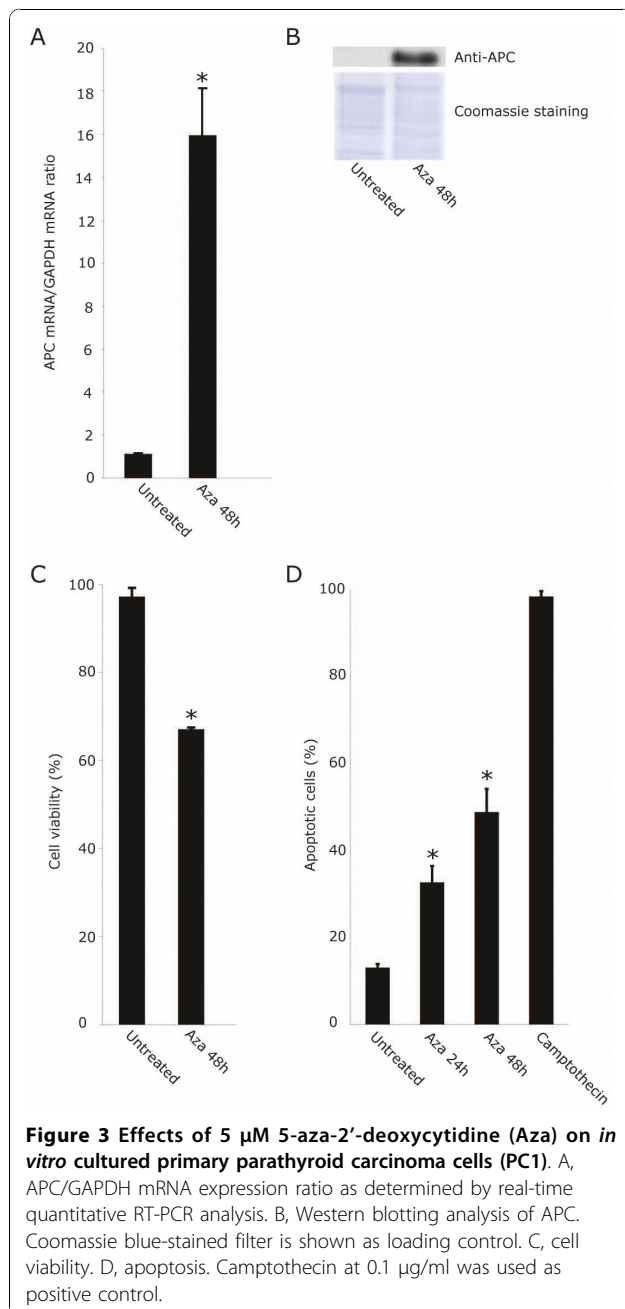 A
20
18
16
14
12
10
8
6
4
2
0
APC mRNA/GAPDH mRNA ratio
*
Untreated
Aza 48h
B
Anti-APC
Coomassie staining
Untreated
Aza 48h
C
100
80
60
40
20
0
Cell viability (%)
*
Untreated
Aza 48h
D
100
80
60
40
20
0
Apoptotic cells (%)
*
*
Untreated
Aza 24h
Aza 48h
Camptothecin
Figure 3 Effects of 5 μM 5-aza-2’-deoxycytidine (Aza) on in
vitro cultured primary parathyroid carcinoma cells (PC1). A,
APC/GAPDH mRNA expression ratio as determined by real-time
quantitative RT-PCR analysis. B, Western blotting analysis of APC.
Coomassie blue-stained filter is shown as loading control. C, cell
viability. D, apoptosis. Camptothecin at 0.1 μg/ml was used as
positive control.